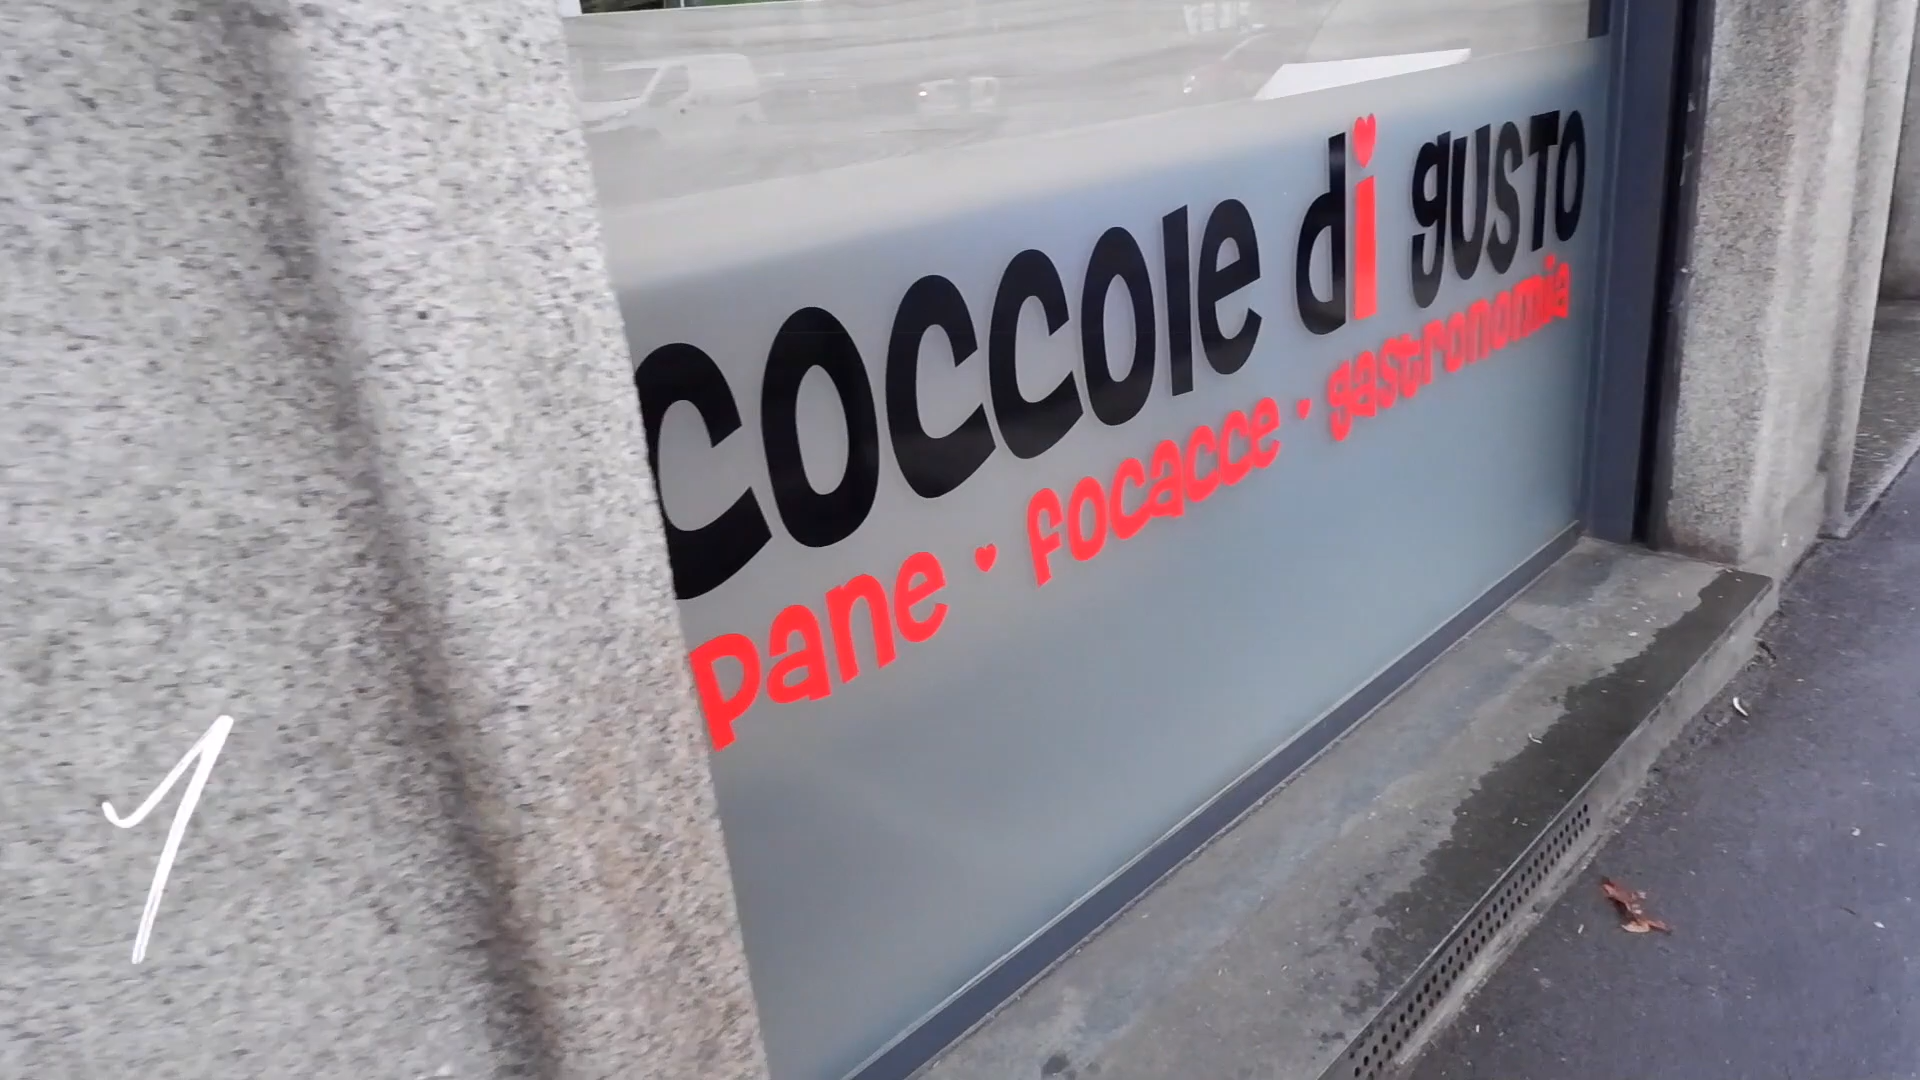 coccole di gusto
pane • focacce • gastronomia
1